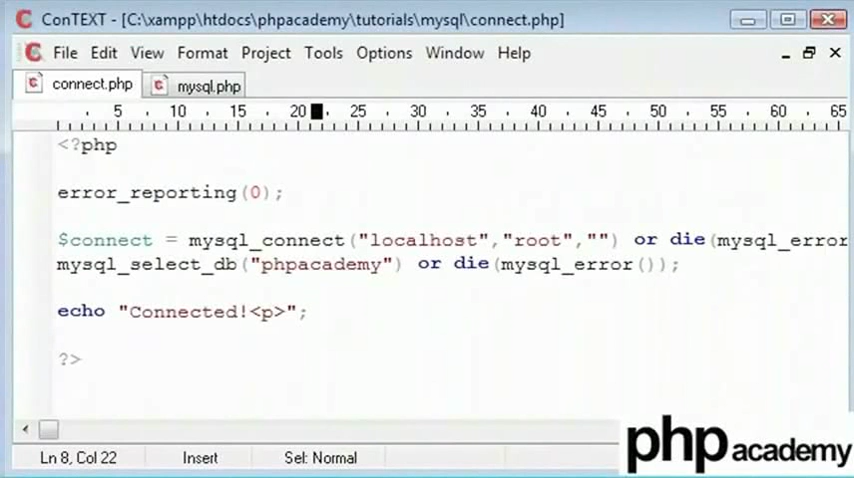 ConTEXT - [C:\xampp\htdocs\phpacademy\tutorials\mysql\connect.php]
File Edit View Format Project Tools Options Window Help
connect.php mysql.php
5 10 15 20 25 30 35 40 45 50 55 60 65
<?php
error_reporting(0);
$connect = mysql_connect("localhost","root","") or die(mysql_error
mysql_select_db("phpacademy") or die(mysql_error());
echo "Connected!<p>";
?>
Ln 8, Col 22 Insert Sel: Normal
php academy